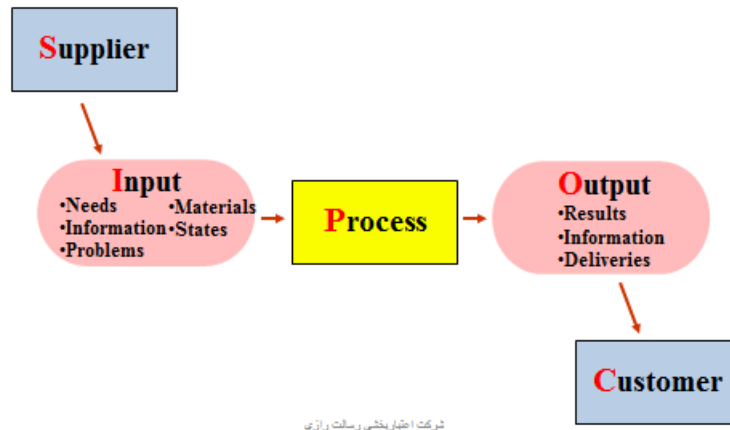 Supplier
Input
•Needs
•Information
•Problems
•Materials
•States
Process
Output
•Results
•Information
•Deliveries
Customer
شرکت اعتباربخشی رسالت رازی